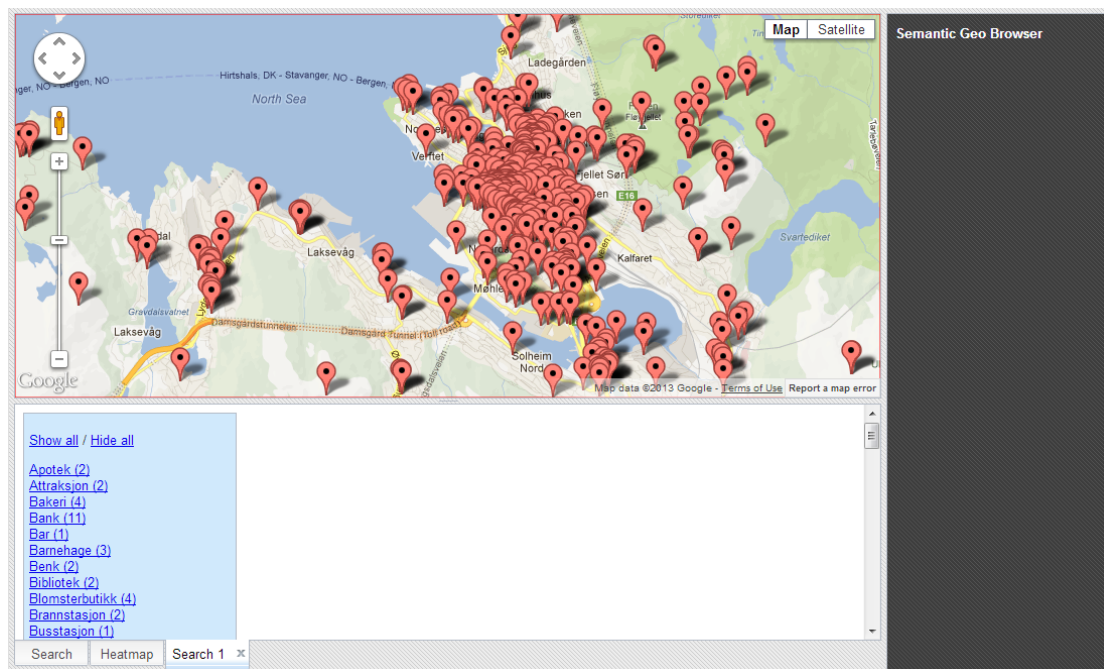 Map Satellite
Semantic Geo Browser
Ladegården
Hirtshals, DK - Stavanger, NO - Bergen, NO
North Sea
Verftet
Fjellet Sør
E16
Svartediket
Kalfaret
Laksevåg
Gravdalsvatnet
Laksevåg
Damsgårdstunnelen
Damsgård Tunnel (Toll road)
Solheim
Nord
Google
Map data ©2013 Google - Terms of Use Report a map error
Show all / Hide all
Apotek (2)
Attraksjon (2)
Bakeri (4)
Bank (11)
Bar (1)
Barnehage (3)
Benk (2)
Bibliotek (2)
Blomsterbutikk (4)
Brannstasjon (2)
Busstasjon (1)
Search Heatmap Search 1 x